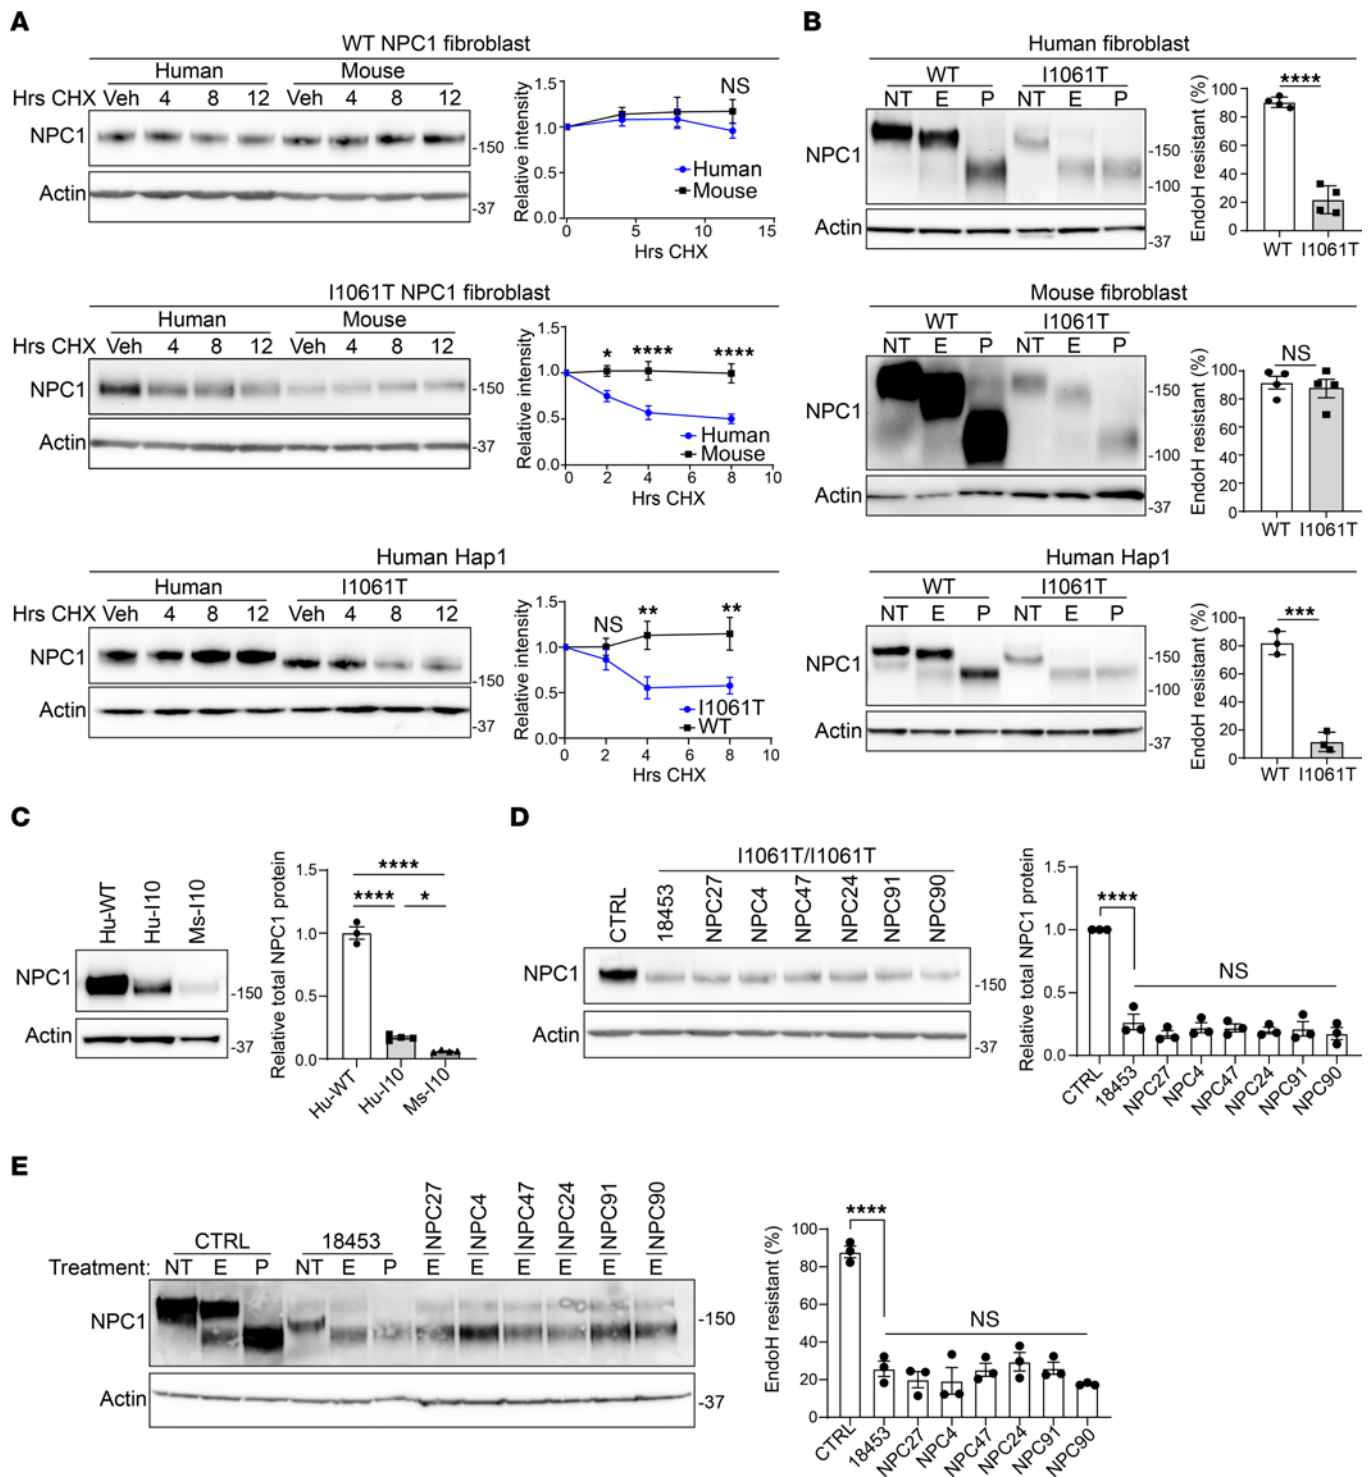 A
WT NPC1 fibroblast
Human Mouse
Hrs CHX Veh 4 8 12 Veh 4 8 12
NPC1
-150
Actin
-37
Relative intensity
1.5
1.0
0.5
0.0
NS
Human
Mouse
0 5 10 15
Hrs CHX
I1061T NPC1 fibroblast
Human Mouse
Hrs CHX Veh 4 8 12 Veh 4 8 12
NPC1
-150
Actin
-37
Relative intensity
1.5
1.0
0.5
0.0
* **** ****
Human
Mouse
0 2 4 6 8 10
Hrs CHX
Human Hap1
Human I1061T
Hrs CHX Veh 4 8 12 Veh 4 8 12
NPC1
-150
Actin
-37
Relative intensity
1.5
1.0
0.5
0.0
NS ** **
I1061T
WT
0 2 4 6 8 10
Hrs CHX
B
Human fibroblast
WT I1061T
NT E P NT E P
NPC1
-150
-100
Actin
-37
EndoH resistant (%)
100
80
60
40
20
0
****
WT I1061T
Mouse fibroblast
WT I1061T
NT E P NT E P
NPC1
-150
-100
Actin
-37
EndoH resistant (%)
100
80
60
40
20
0
NS
WT I1061T
Human Hap1
WT I1061T
NT E P NT E P
NPC1
-150
-100
Actin
-37
EndoH resistant (%)
100
80
60
40
20
0
***
WT I1061T
C
Hu-WT Hu-I10 Ms-I10
NPC1
-150
Actin
-37
Relative total NPC1 protein
1.5
1.0
0.5
0.0
****
**** *
Hu-WT Hu-I10 Ms-I10
D
I1061T/I1061T
CTRL 18453 NPC27 NPC4 NPC47 NPC24 NPC91 NPC90
NPC1
-150
Actin
-37
Relative total NPC1 protein
1.5
1.0
0.5
0.0
****
NS
CTRL 18453 NPC27 NPC4 NPC47 NPC24 NPC91 NPC90
E
CTRL 18453 NPC27 NPC4 NPC47 NPC24 NPC91 NPC90
Treatment: NT E P NT E P E E E E E E
NPC1
-150
Actin
-37
EndoH resistant (%)
100
80
60
40
20
0
****
NS
CTRL 18453 NPC27 NPC4 NPC47 NPC24 NPC91 NPC90